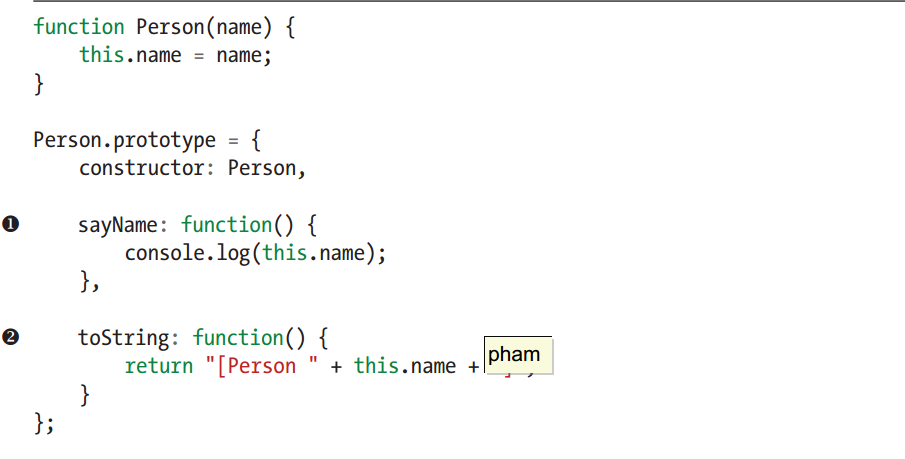 function Person(name) {
this.name = name;
}
Person.prototype = {
constructor: Person,
❶ sayName: function() {
console.log(this.name);
},
❷ toString: function() {
return "[Person " + this.name +
pham
}
};